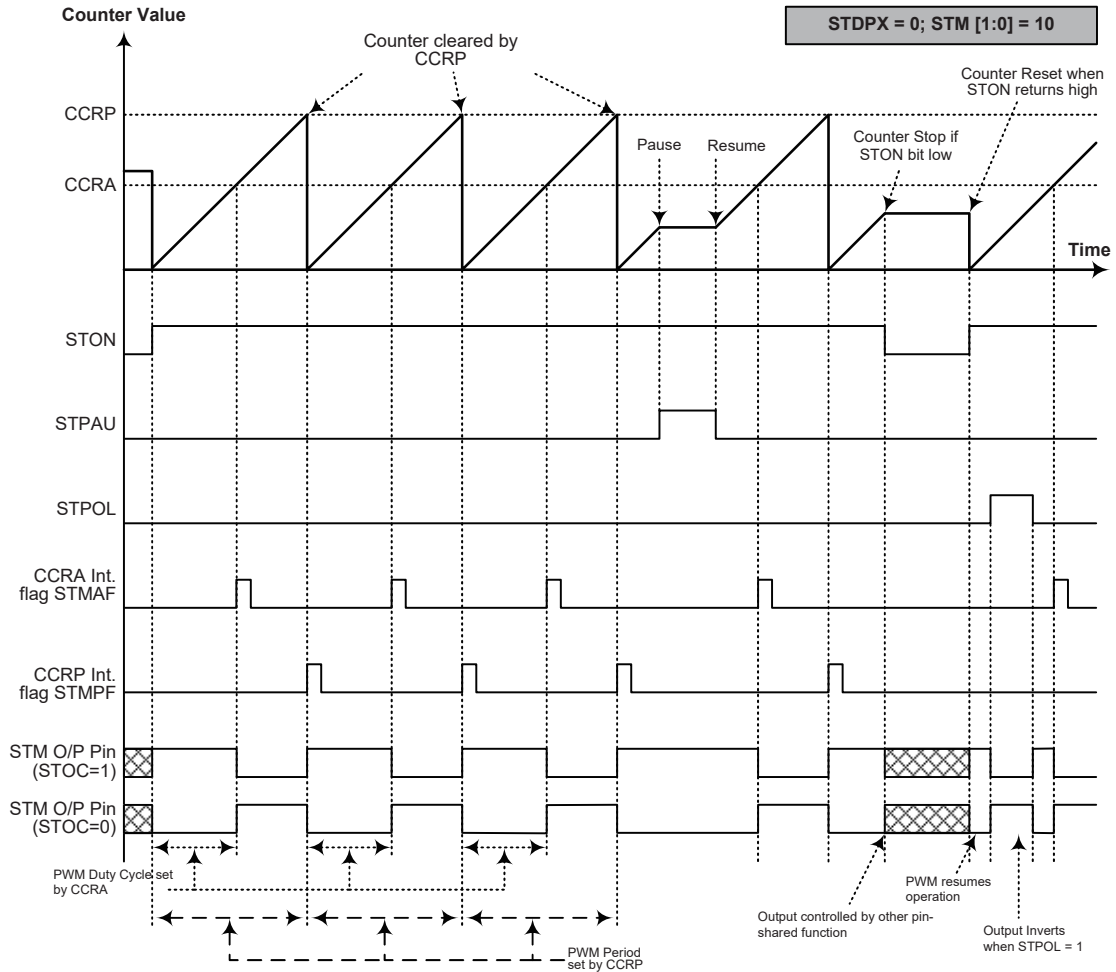 Counter Value
STDPX = 0; STM [1:0] = 10
Counter cleared by
CCRP
Counter Reset when
STON returns high
CCRP
Pause
Resume
Counter Stop if
STON bit low
CCRA
Time
STON
STPAU
STPOL
CCRA Int.
flag STMAF
CCRP Int.
flag STMPF
STM O/P Pin
(STOC=1)
STM O/P Pin
(STOC=0)
PWM Duty Cycle set
by CCRA
PWM resumes
operation
Output controlled by other pin-
shared function
Output Inverts
when STPOL = 1
PWM Period
set by CCRP